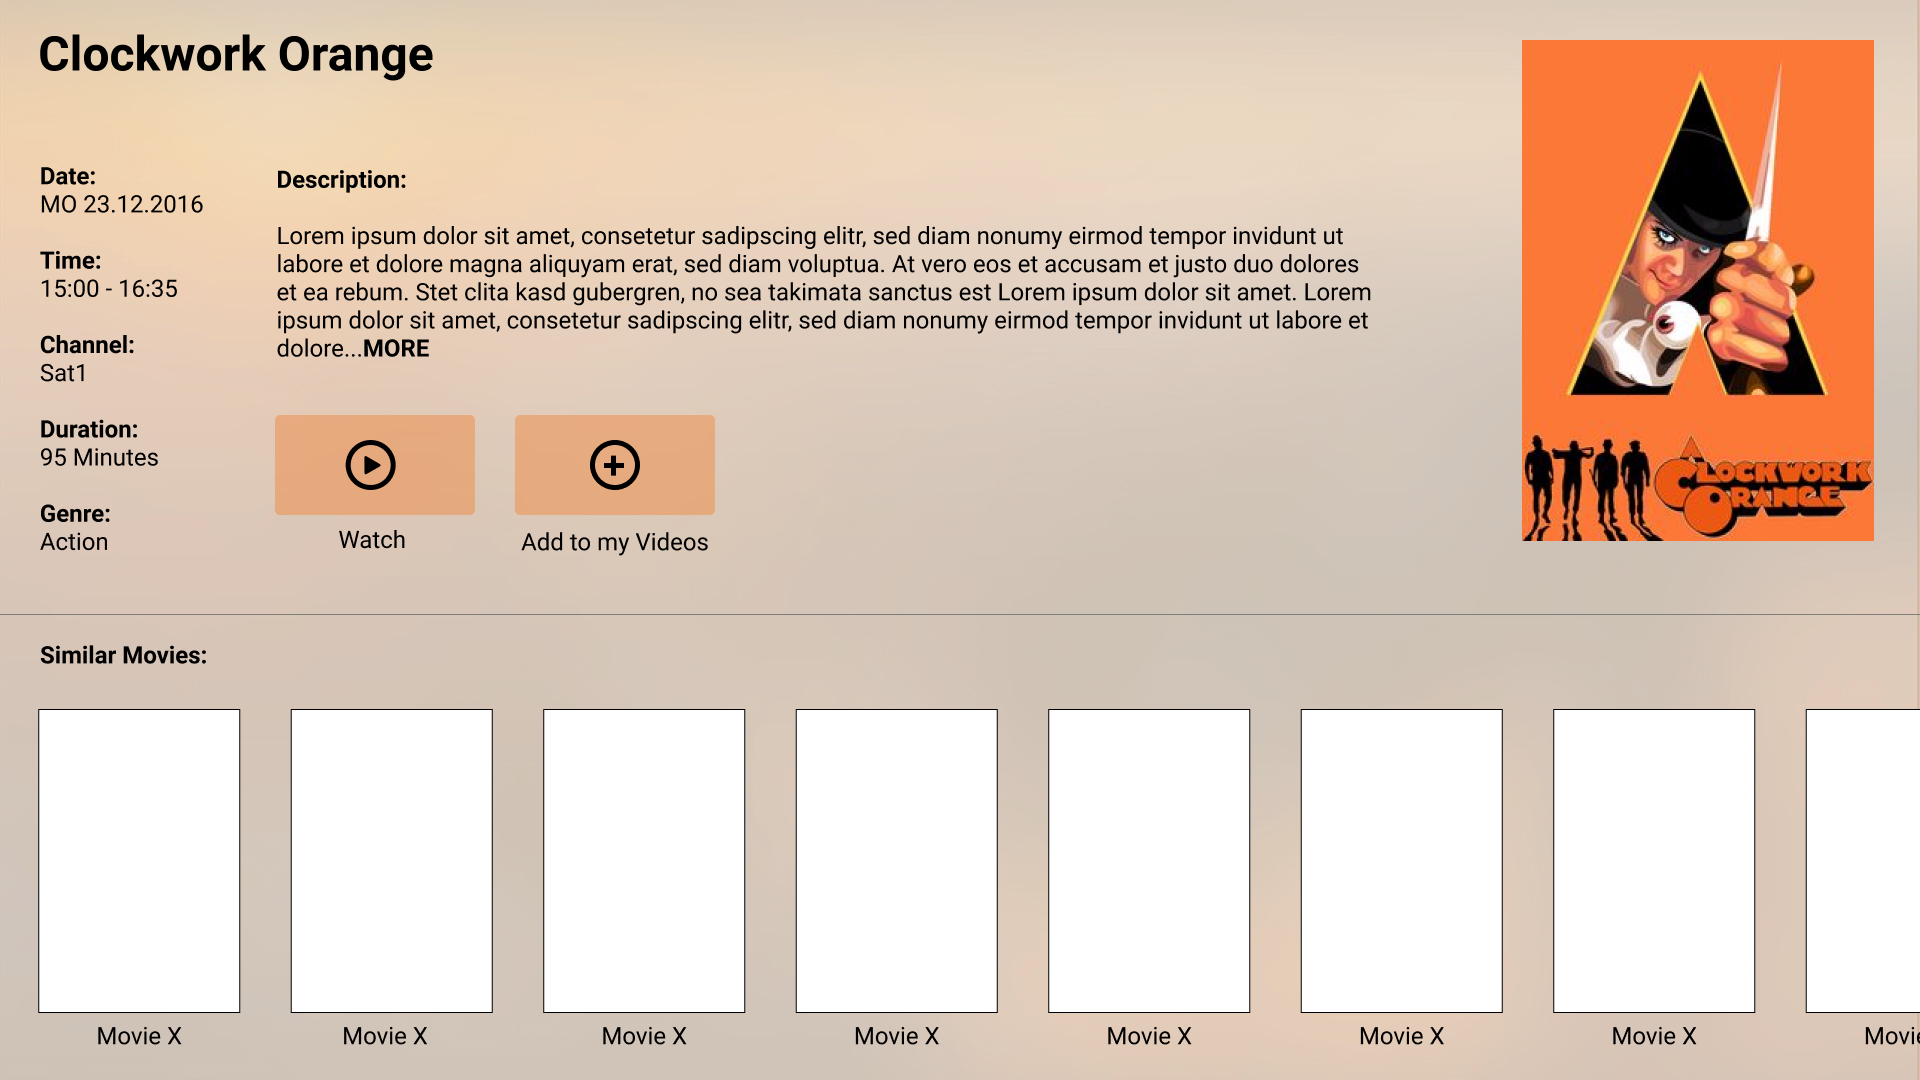 Clockwork Orange
Date:
MO 23.12.2016
Time:
15:00 - 16:35
Channel:
Sat1
Duration:
95 Minutes
Genre:
Action
Description:
Lorem ipsum dolor sit amet, consetetur sadipscing elitr, sed diam nonumy eirmod tempor invidunt ut
labore et dolore magna aliquyam erat, sed diam voluptua. At vero eos et accusam et justo duo dolores
et ea rebum. Stet clita kasd gubergren, no sea takimata sanctus est Lorem ipsum dolor sit amet. Lorem
ipsum dolor sit amet, consetetur sadipscing elitr, sed diam nonumy eirmod tempor invidunt ut labore et
dolore...MORE
Watch
Add to my Videos
A
CLOCKWORK
ORANGE
Similar Movies:
Movie X
Movie X
Movie X
Movie X
Movie X
Movie X
Movie X
Movie